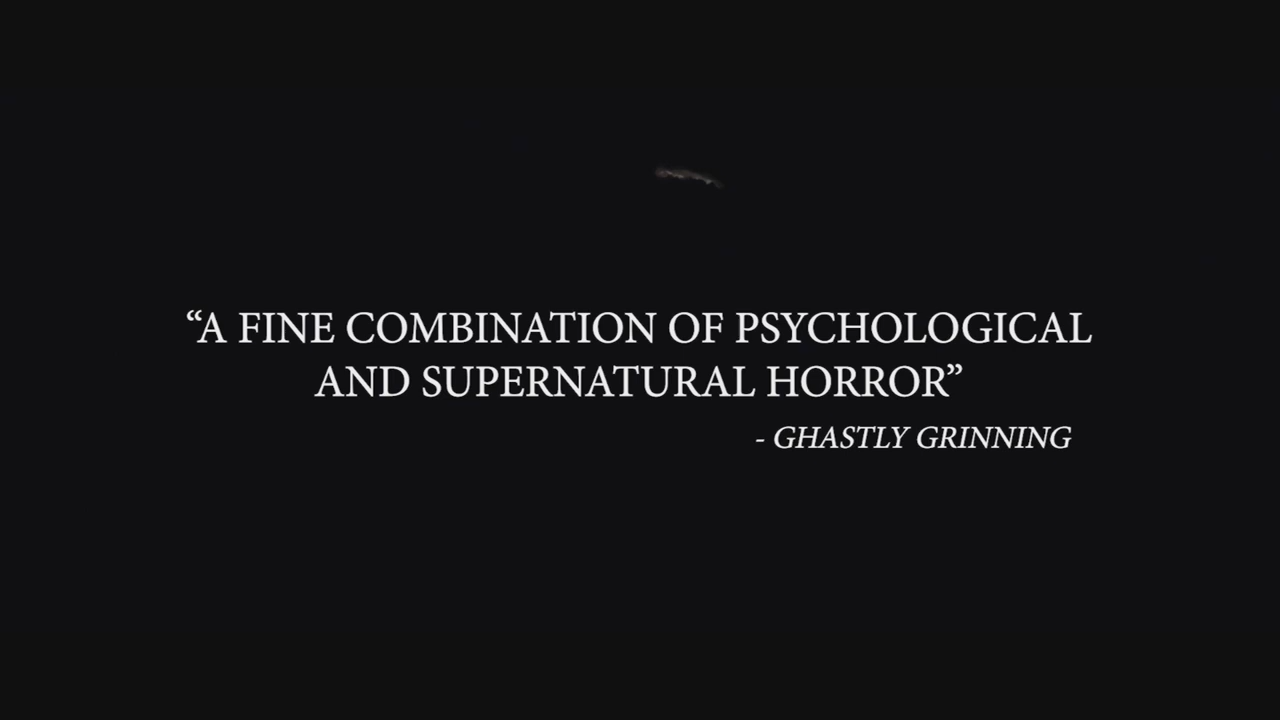 “A FINE COMBINATION OF PSYCHOLOGICAL
AND SUPERNATURAL HORROR”
- GHASTLY GRINNING